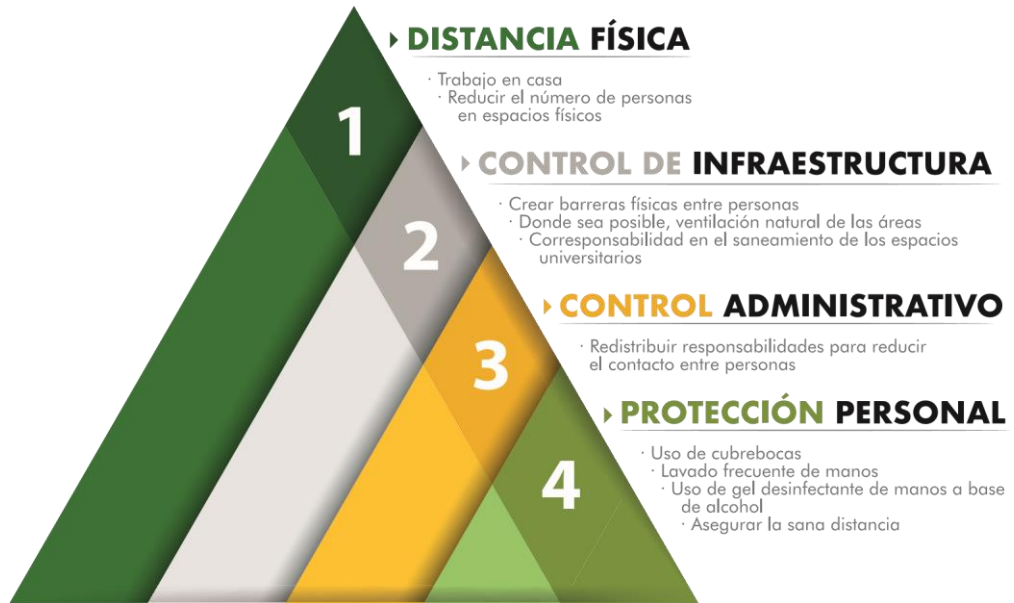 1
DISTANCIA FÍSICA
· Trabajo en casa
· Reducir el número de personas
en espacios físicos
2
CONTROL DE INFRAESTRUCTURA
· Crear barreras físicas entre personas
· Donde sea posible, ventilación natural de las áreas
· Corresponsabilidad en el saneamiento de los espacios
universitarios
3
CONTROL ADMINISTRATIVO
· Redistribuir responsabilidades para reducir
el contacto entre personas
4
PROTECCIÓN PERSONAL
· Uso de cubrebocas
· Lavado frecuente de manos
· Uso de gel desinfectante de manos a base
de alcohol
· Asegurar la sana distancia